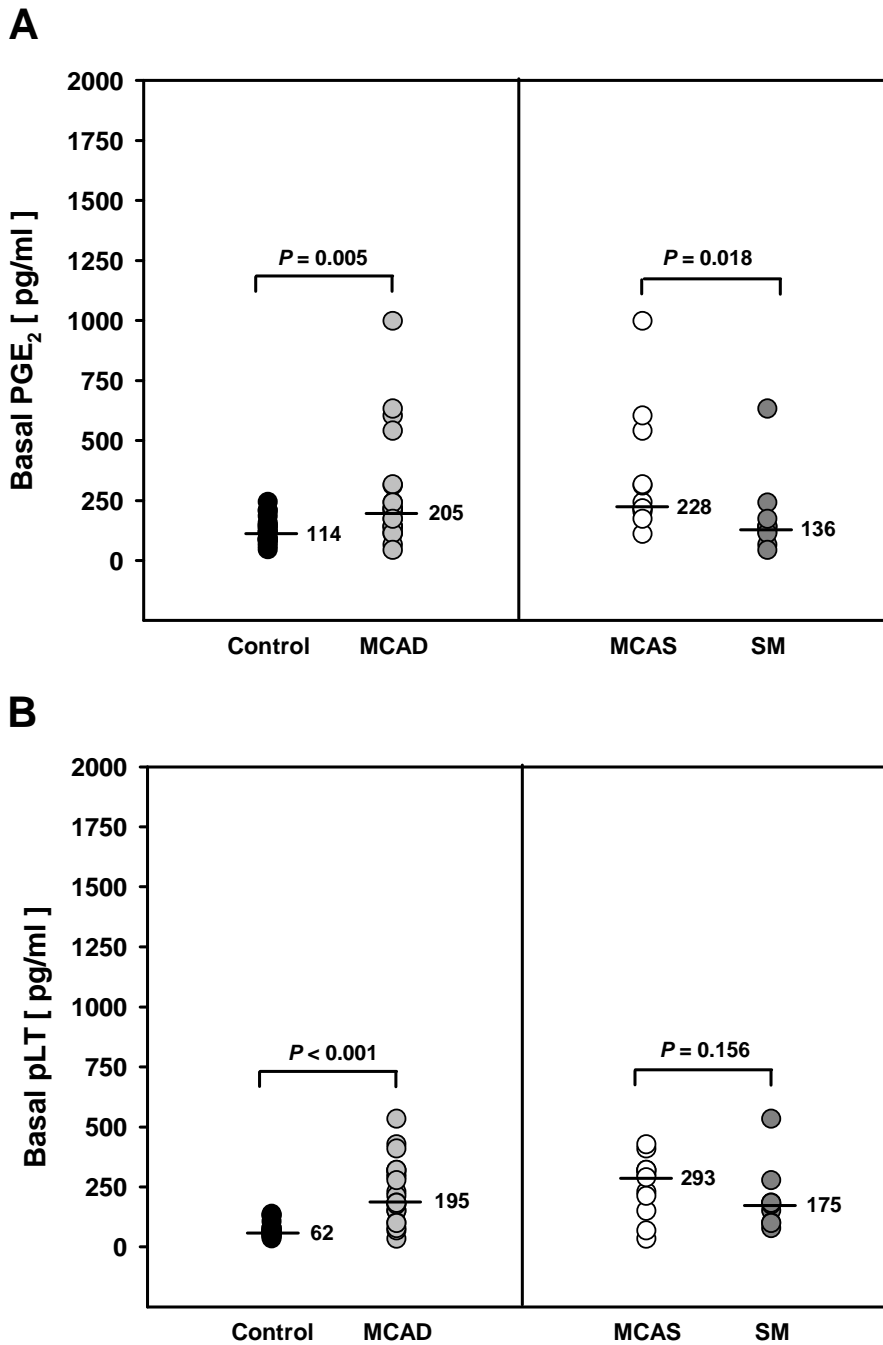 A
Basal PGE2 [ pg/ml ]
2000
1750
1500
1250
1000
750
500
250
0
P = 0.005
P = 0.018
114
205
228
136
Control MCAD MCAS SM
B
Basal pLT [ pg/ml ]
2000
1750
1500
1250
1000
750
500
250
0
P < 0.001
P = 0.156
62
195
293
175
Control MCAD MCAS SM